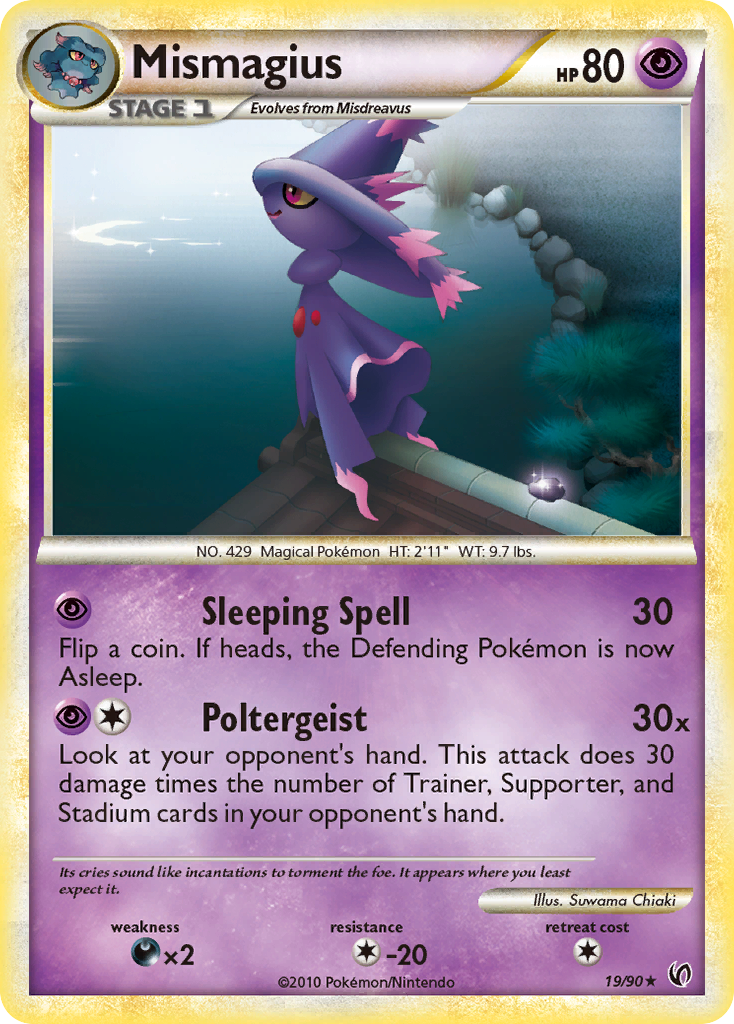 Mismagius
HP 80
STAGE 1
Evolves from Misdreavus
NO. 429 Magical Pokémon HT: 2'11" WT: 9.7 lbs.
Sleeping Spell 30
Flip a coin. If heads, the Defending Pokémon is now
Asleep.
Poltergeist 30x
Look at your opponent's hand. This attack does 30
damage times the number of Trainer, Supporter, and
Stadium cards in your opponent's hand.
Its cries sound like incantations to torment the foe. It appears where you least
expect it.
Illus. Suwama Chiaki
weakness resistance retreat cost
×2 -20
©2010 Pokémon/Nintendo 19/90★